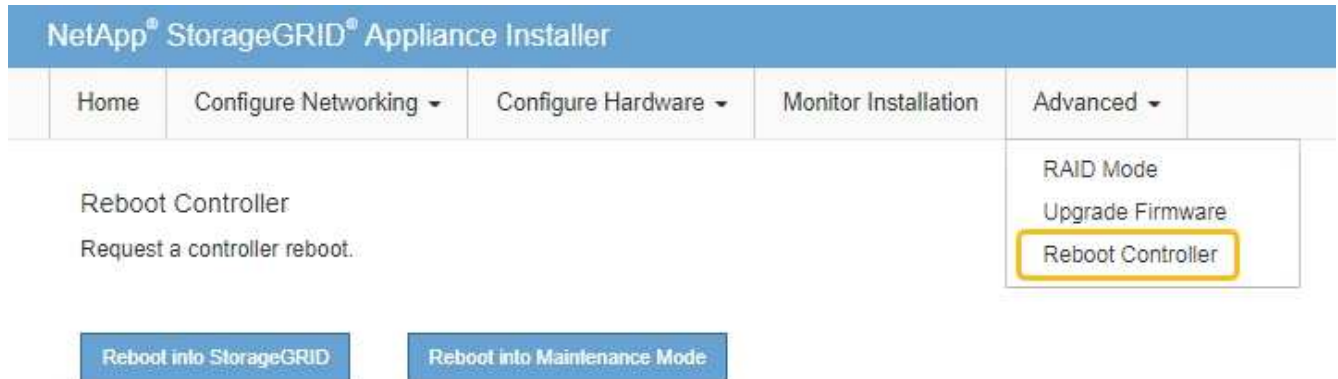 NetApp® StorageGRID® Appliance Installer
Home Configure Networking Configure Hardware Monitor Installation Advanced
RAID Mode
Upgrade Firmware
Reboot Controller
Reboot Controller
Request a controller reboot.
Reboot into StorageGRID Reboot into Maintenance Mode